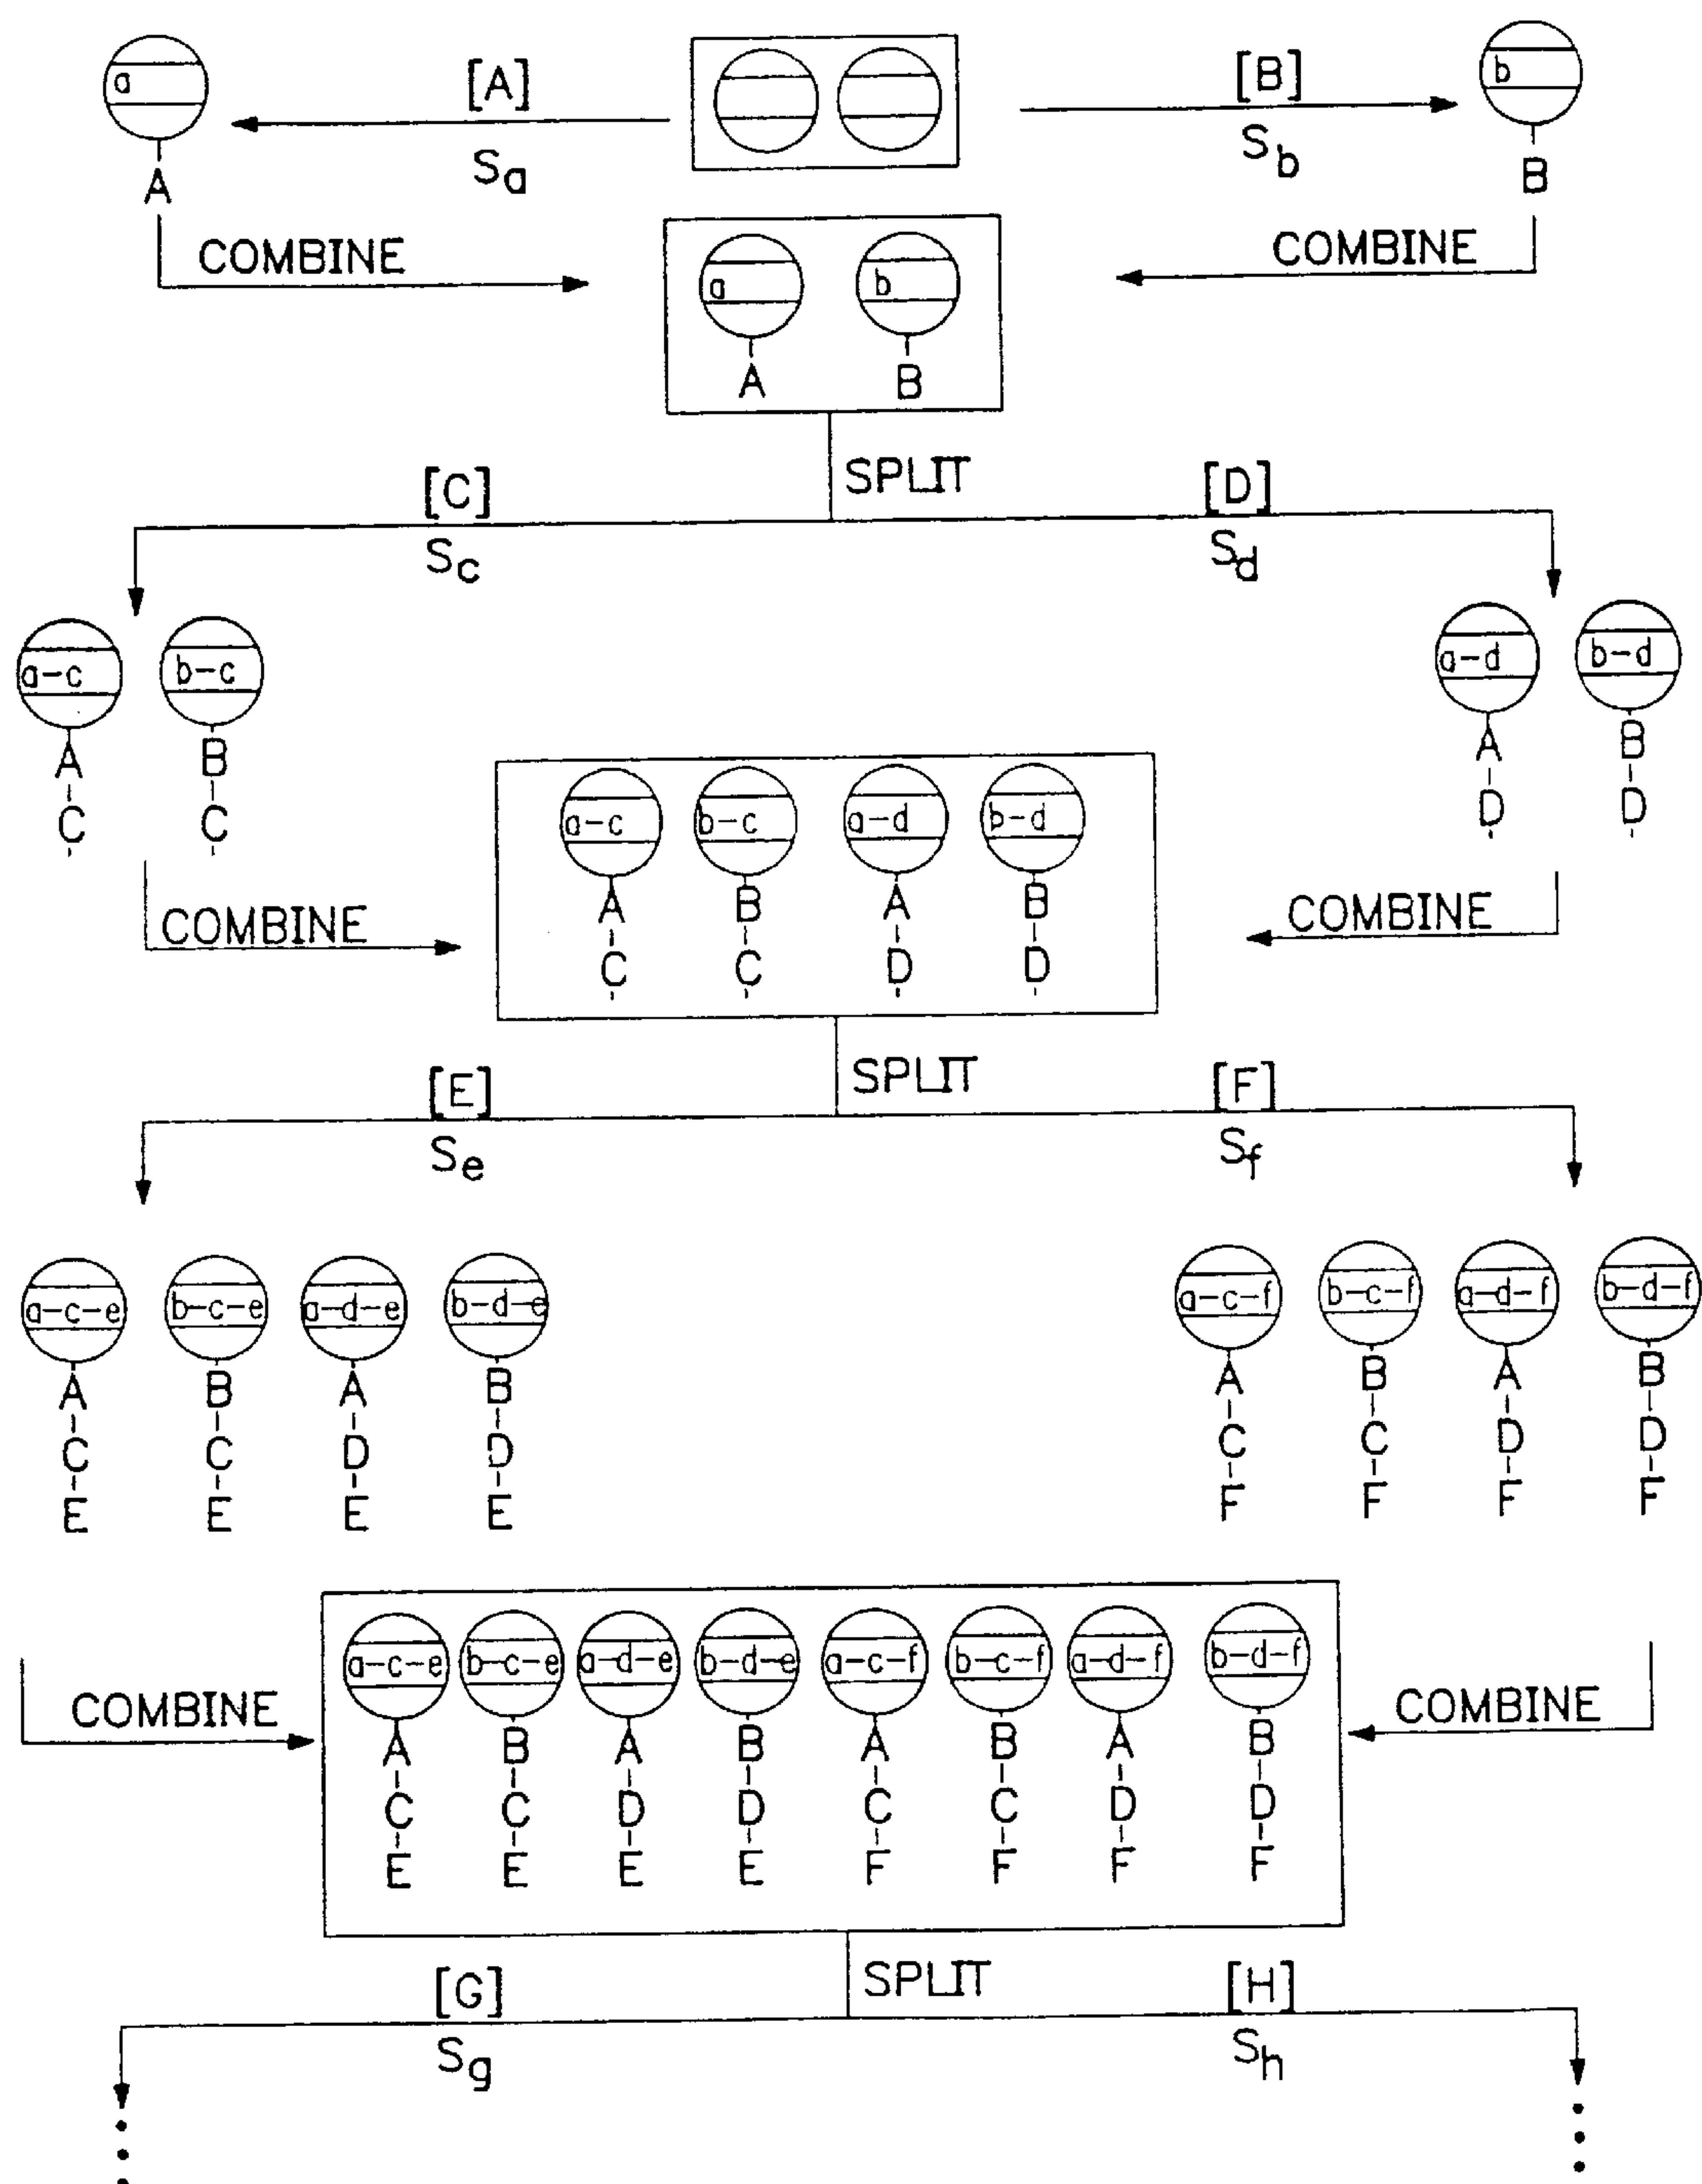 a [A] [B] b
A Sa Sb B
COMBINE a b COMBINE
A B
SPLIT
[C] [D]
Sc Sd
a-c b-c a-d b-d
A B A B
C C D D
a-c b-c a-d b-d
A B A B
COMBINE C C D D COMBINE
SPLIT
[E] [F]
Se Sf
a-c-e b-c-e a-d-e b-d-e a-c-f b-c-f a-d-f b-d-f
A B A B A B A B
C C D D C C D D
E E E E F F F F
a-c-e b-c-e a-d-e b-d-e a-c-f b-c-f a-d-f b-d-f
COMBINE A B A B A B A B COMBINE
C C D D C C D D
E E E E F F F F
SPLIT
[G] [H]
Sg Sh